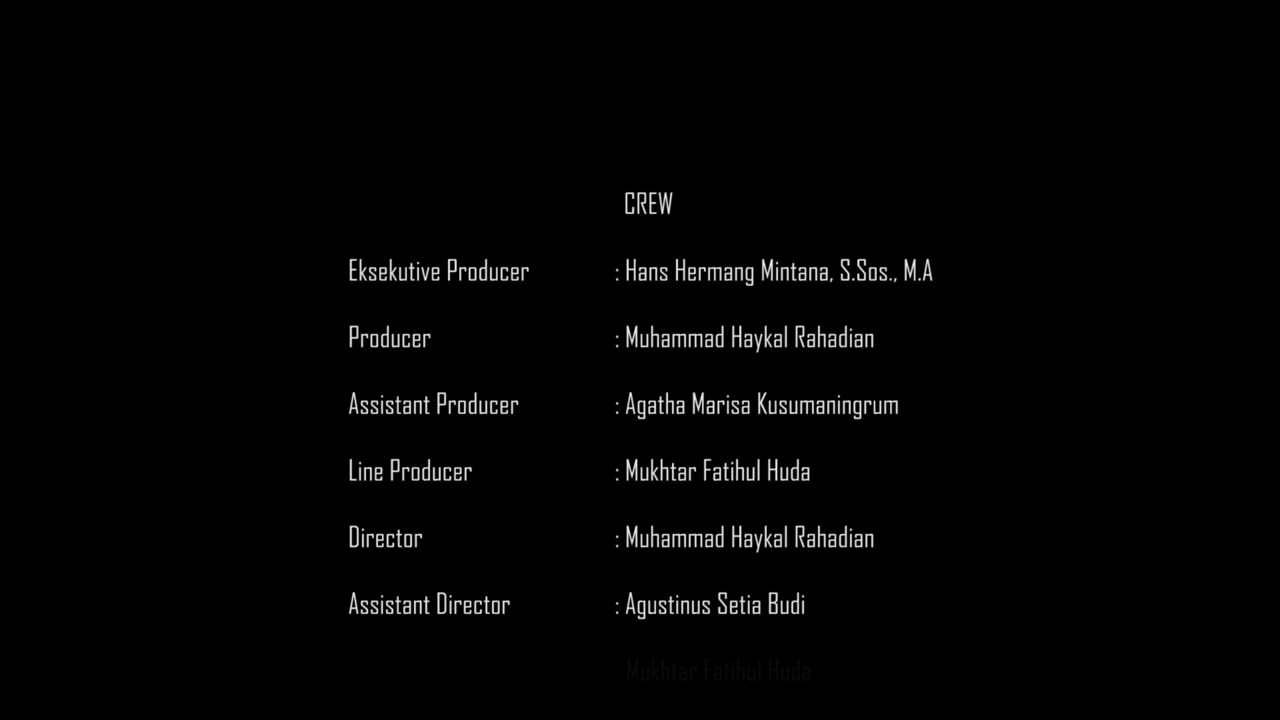 CREW
Eksekutive Producer : Hans Hermang Mintana, S.Sos., M.A
Producer : Muhammad Haykal Rahadian
Assistant Producer : Agatha Marisa Kusumaningrum
Line Producer : Mukhtar Fatihul Huda
Director : Muhammad Haykal Rahadian
Assistant Director : Agustinus Setia Budi
Mukhtar Fatihul Huda